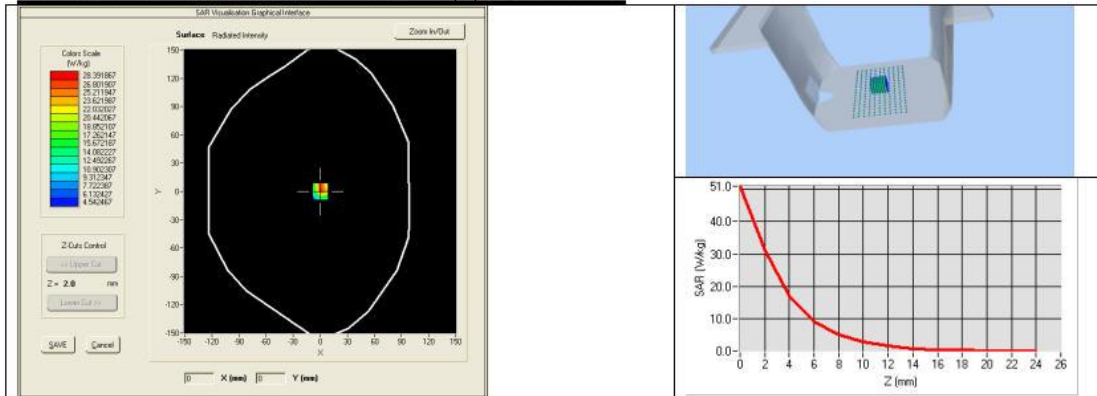 SAR Visualisation Graphical Interface
Surface Radiated Intensity
Zoom In/Out
Colors Scale
(W/kg)
28.391867
26.801907
25.211947
23.621987
22.032027
20.442067
18.852107
17.262147
15.672187
14.082227
12.492267
10.902307
9.312347
7.722387
6.132427
4.542467
Z-Cuts Control
<< Upper Cut
Z = 2.0 mm
Lower Cut >>
SAVE
Cancel
150
120
90
60
30
0
-30
-60
-90
-120
-150
Y
-150 -120 -90 -60 -30 0 30 60 90 120 150
X
0 X (mm) 0 Y (mm)
51.0
40.0
30.0
20.0
10.0
0.0
SAR (W/kg)
0 2 4 6 8 10 12 14 16 18 20 22 24 26
Z (mm)